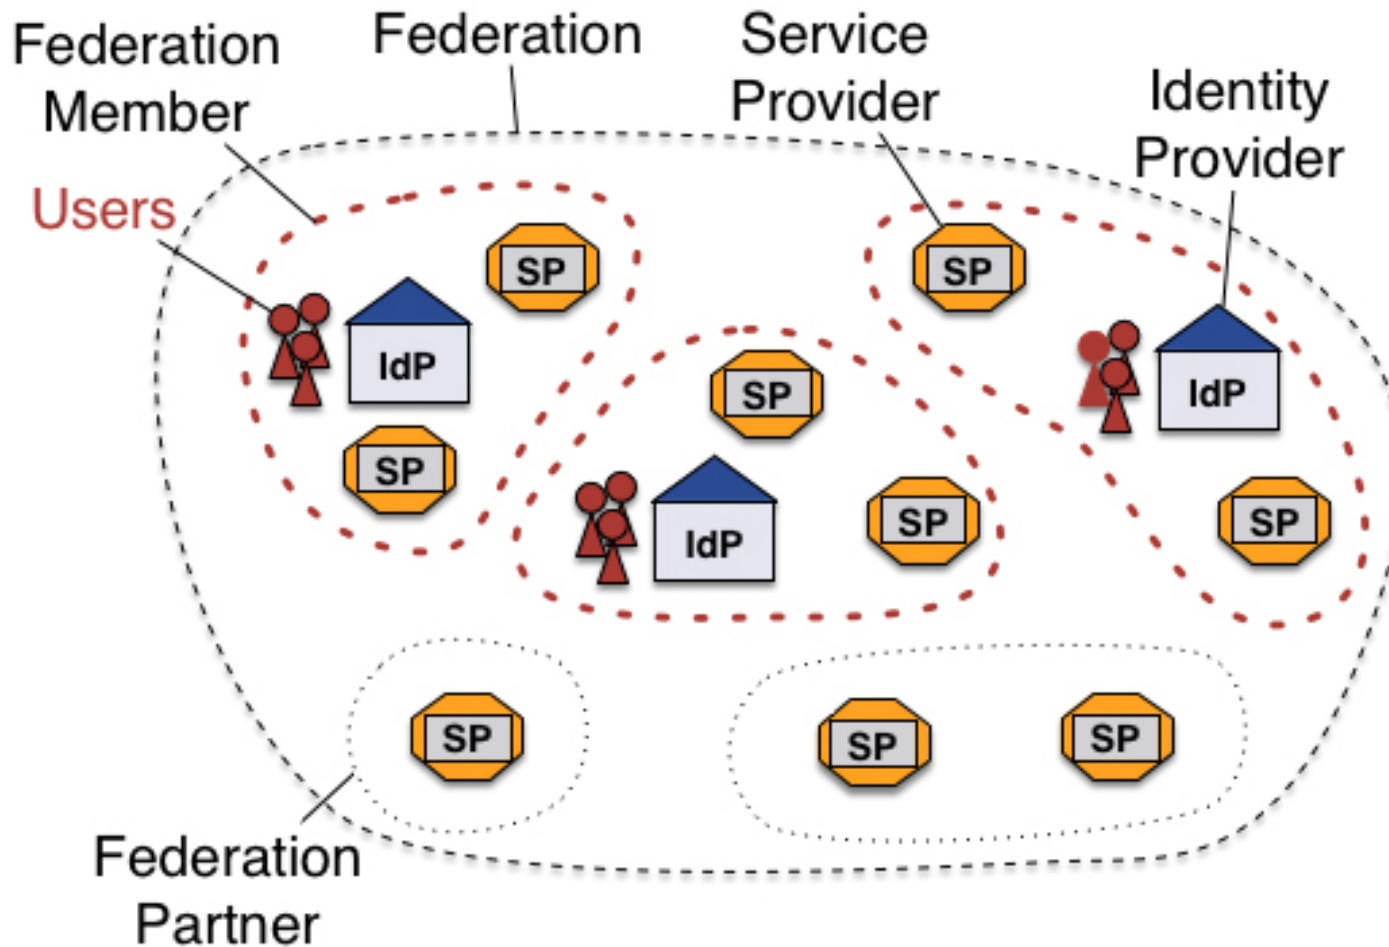 Federation
Member
Federation
Service
Provider
Identity
Provider
Users
SP
SP
IdP
IdP
SP
SP
IdP
SP
SP
SP
SP
SP
Federation
Partner